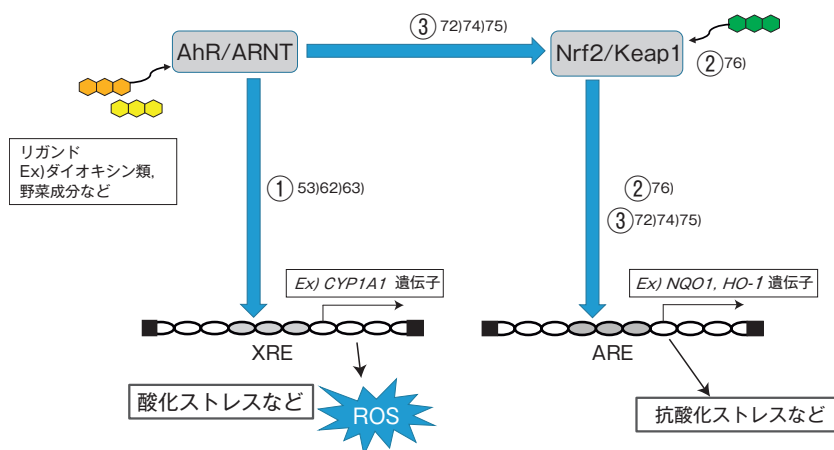 ③ 72)74)75)
AhR/ARNT
Nrf2/Keap1
② 76)
リガンド
Ex)ダイオキシン類,
野菜成分など
① 53)62)63)
② 76)
③ 72)74)75)
Ex) CYP1A1 遺伝子
Ex) NQO1, HO-1 遺伝子
XRE
ARE
酸化ストレスなど
ROS
抗酸化ストレスなど